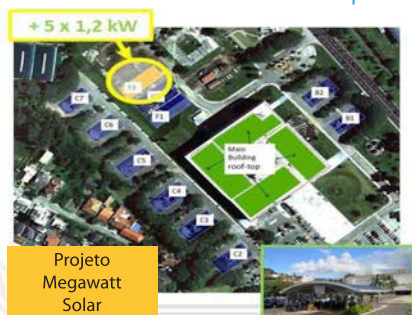 + 5 x 1,2 kW
C7
F3
F1
B2
B1
C6
C5
C4
C3
C2
Main
Building
roof-top
Projeto
Megawatt
Solar